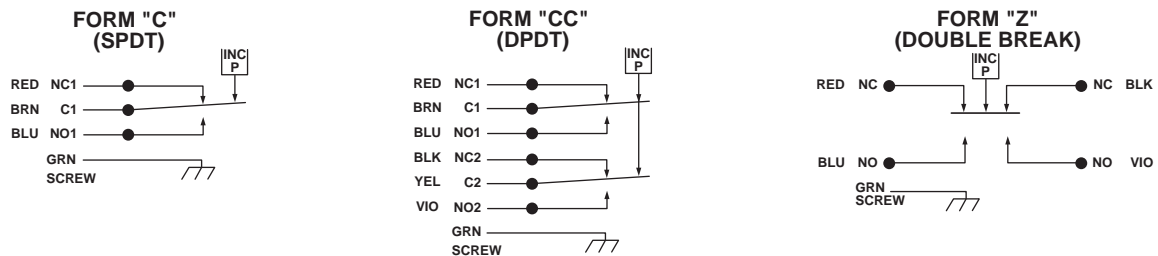 FORM "C"
(SPDT)
INC
P
RED NC1
BRN C1
BLU NO1
GRN
SCREW
FORM "CC"
(DPDT)
INC
P
RED NC1
BRN C1
BLU NO1
BLK NC2
YEL C2
VIO NO2
GRN
SCREW
FORM "Z"
(DOUBLE BREAK)
INC
P
RED NC
NC BLK
BLU NO
NO VIO
GRN
SCREW